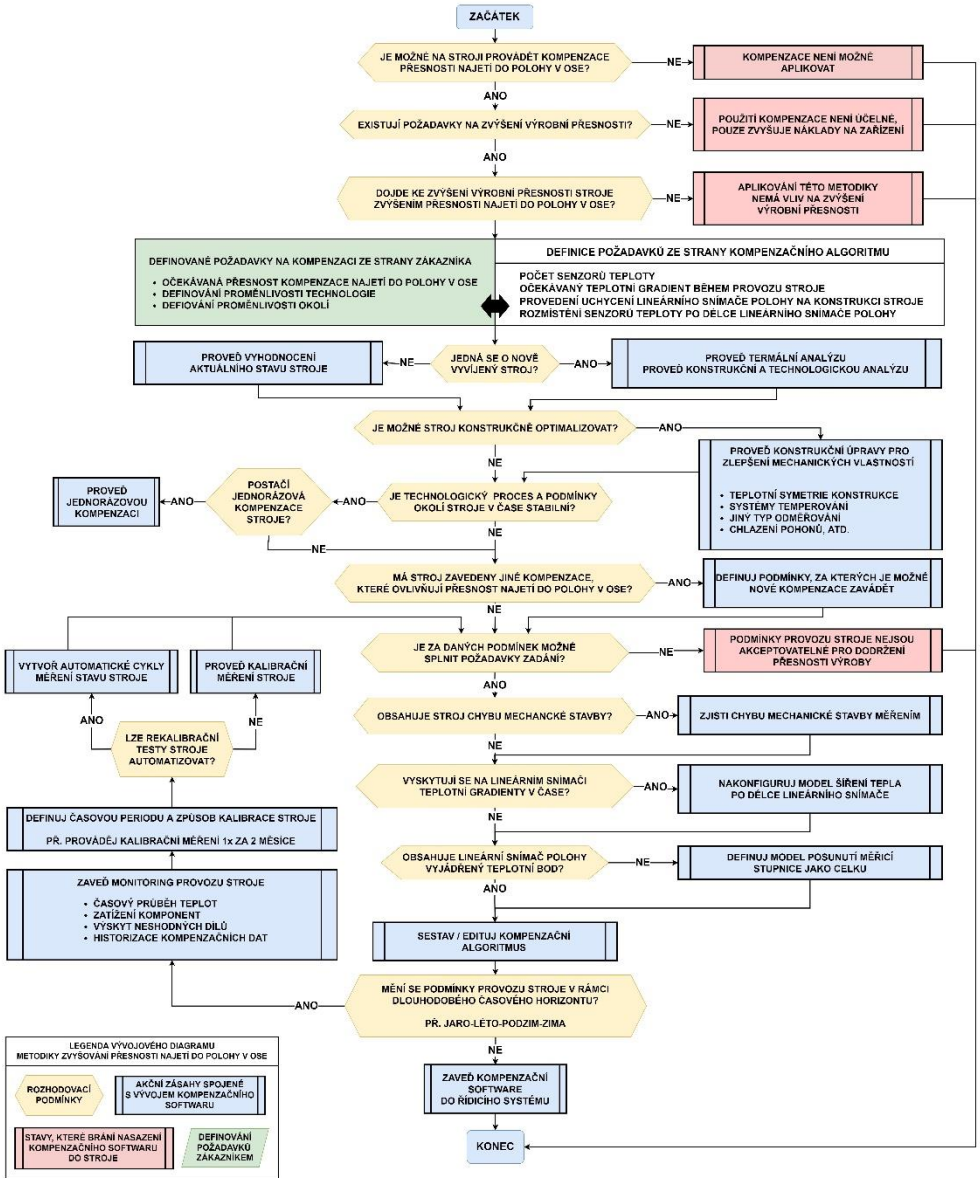 ZAČÁTEK
JE MOŽNÉ NA STROJI PROVÁDĚT KOMPENZACE
PŘESNOSTI NAJETÍ DO POLOHY V OSE?
NE
KOMPENZACE NENÍ MOŽNÉ
APLIKOVAT
ANO
EXISTUJÍ POŽADAVKY NA ZVÝŠENÍ VÝROBNÍ PŘESNOSTI?
NE
POUŽITÍ KOMPENZACE NENÍ ÚČELNÉ,
POUZE ZVYŠUJE NÁKLADY NA ZAŘÍZENÍ
ANO
DOJDE KE ZVÝŠENÍ VÝROBNÍ PŘESNOSTI STROJE
ZVÝŠENÍM PŘESNOSTI NAJETÍ DO POLOHY V OSE?
NE
APLIKOVÁNÍ TÉTO METODIKY
NEMÁ VLIV NA ZVÝŠENÍ
VÝROBNÍ PŘESNOSTI
DEFINOVANÉ POŽADAVKY NA KOMPENZACI ZE STRANY ZÁKAZNÍKA
• OČEKÁVANÁ PŘESNOST KOMPENZACE NAJETÍ DO POLOHY V OSE
• DEFINOVÁNÍ PROMĚNLIVOSTI TECHNOLOGIE
• DEFIOVÁNÍ PROMĚNLIVOSTI OKOLÍ
DEFINICE POŽADAVKŮ ZE STRANY KOMPENZAČNÍHO ALGORITMU
POČET SENZORŮ TEPLOTY
OČEKÁVANÝ TEPLOTNÍ GRADIENT BĚHEM PROVOZU STROJE
PROVEDENÍ UCHYCENÍ LINEÁRNÍHO SNÍMAČE POLOHY NA KONSTRUKCI STROJE
ROZMÍSTĚNÍ SENZORŮ TEPLOTY PO DÉLCE LINEÁRNÍHO SNÍMAČE POLOHY
PROVEĎ VYHODNOCENÍ
AKTUÁLNÍHO STAVU STROJE
NE
JEDNÁ SE O NOVĚ
VYVÍJENÝ STROJ?
ANO
PROVEĎ TERMÁLNÍ ANALÝZU
PROVEĎ KONSTRUKČNÍ A TECHNOLOGICKOU ANALÝZU
JE MOŽNÉ STROJ KONSTRUKČNĚ OPTIMALIZOVAT?
ANO
NE
PROVEĎ KONSTRUKČNÍ ÚPRAVY PRO
ZLEPŠENÍ MECHANICKÝCH VLASTNOSTÍ
• TEPLOTNÍ SYMETRIE KONSTRUKCE
• SYSTÉMY TEMPEROVÁNÍ
• JINÝ TYP ODMĚŘOVÁNÍ
• CHLAZENÍ POHONŮ, ATD.
PROVEĎ
JEDNORÁZOVOU
KOMPENZACI
ANO
POSTAČÍ
JEDNORÁZOVÁ
KOMPENZACE
STROJE?
ANO
JE TECHNOLOGICKÝ PROCES A PODMÍNKY
OKOLÍ STROJE V ČASE STABILNÍ?
NE
NE
MÁ STROJ ZAVEDENY JINÉ KOMPENZACE,
KTERÉ OVLIVŇUJÍ PŘESNOST NAJETÍ DO POLOHY V OSE?
ANO
DEFINUJ PODMÍNKY, ZA KTERÝCH JE MOŽNÉ
NOVÉ KOMPENZACE ZAVÁDĚT
NE
VYTVOŘ AUTOMATICKÉ CYKLY
MĚŘENÍ STAVU STROJE
PROVEĎ KALIBRAČNÍ
MĚŘENÍ STROJE
JE ZA DANÝCH PODMÍNEK MOŽNÉ
SPLNIT POŽADAVKY ZADÁNÍ?
NE
PODMÍNKY PROVOZU STROJE NEJSOU
AKCEPTOVATELNÉ PRO DODRŽENÍ
PŘESNOSTI VÝROBY
ANO
ANO
NE
OBSAHUJE STROJ CHYBU MECHANCKÉ STAVBY?
ANO
ZJISTI CHYBU MECHANICKÉ STAVBY MĚŘENÍM
LZE REKALIBRAČNÍ
TESTY STROJE
AUTOMATIZOVAT?
NE
VYSKYTUJÍ SE NA LINEÁRNÍM SNÍMAČI
TEPLOTNÍ GRADIENTY V ČASE?
ANO
NAKONFIGURUJ MODEL ŠÍŘENÍ TEPLA
PO DÉLCE LINEÁRNÍHO SNÍMAČE
DEFINUJ ČASOVOU PERIODU A ZPŮSOB KALIBRACE STROJE
PŘ. PROVÁDĚJ KALIBRAČNÍ MĚŘENÍ 1x ZA 2 MĚSÍCE
NE
OBSAHUJE LINEÁRNÍ SNÍMAČ POLOHY
VYJÁDŘENÝ TEPLOTNÍ BOD?
NE
DEFINUJ MODEL POSUNUTÍ MĚŘICÍ
STUPNICE JAKO CELKU
ZAVEĎ MONITORING PROVOZU STROJE
• ČASOVÝ PRŮBĚH TEPLOT
• ZATÍŽENÍ KOMPONENT
• VÝSKYT NESHODNÝCH DÍLŮ
• HISTORIZACE KOMPENZAČNÍCH DAT
ANO
SESTAV / EDITUJ KOMPENZAČNÍ
ALGORITMUS
ANO
MĚNÍ SE PODMÍNKY PROVOZU STROJE V RÁMCI
DLOUHODOBÉHO ČASOVÉHO HORIZONTU?
PŘ. JARO-LÉTO-PODZIM-ZIMA
NE
ZAVEĎ KOMPENZAČNÍ
SOFTWARE
DO ŘÍDICÍHO SYSTÉMU
KONEC
LEGENDA VÝVOJOVÉHO DIAGRAMU
METODIKY ZVYŠOVÁNÍ PŘESNOSTI NAJETÍ DO POLOHY V OSE
ROZHODOVACÍ
PODMÍNKY
AKČNÍ ZÁSAHY SPOJENÉ
S VÝVOJEM KOMPENZAČNÍHO
SOFTWARU
STAVY, KTERÉ BRÁNÍ NASAZENÍ
KOMPENZAČNÍHO SOFTWARU
DO STROJE
DEFINOVÁNÍ
POŽADAVKŮ
ZÁKAZNÍKEM